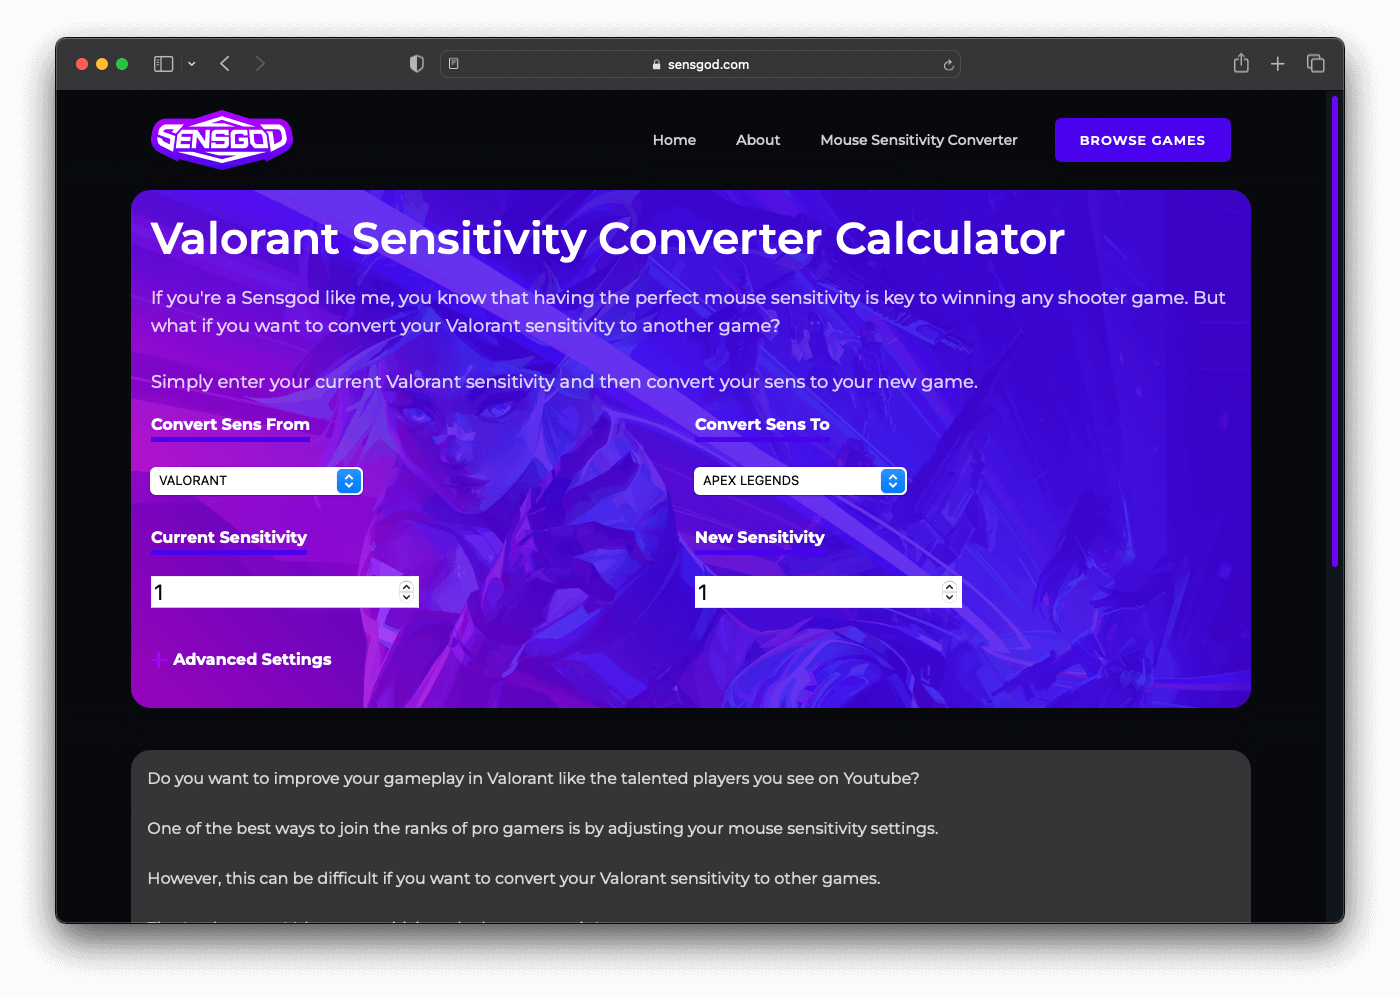 sensgod.com
SENSGOD
Home
About
Mouse Sensitivity Converter
BROWSE GAMES
Valorant Sensitivity Converter Calculator
If you're a Sensgod like me, you know that having the perfect mouse sensitivity is key to winning any shooter game. But
what if you want to convert your Valorant sensitivity to another game?
Simply enter your current Valorant sensitivity and then convert your sens to your new game.
Convert Sens From
Convert Sens To
VALORANT
APEX LEGENDS
Current Sensitivity
New Sensitivity
1
1
Advanced Settings
Do you want to improve your gameplay in Valorant like the talented players you see on Youtube?
One of the best ways to join the ranks of pro gamers is by adjusting your mouse sensitivity settings.
However, this can be difficult if you want to convert your Valorant sensitivity to other games.